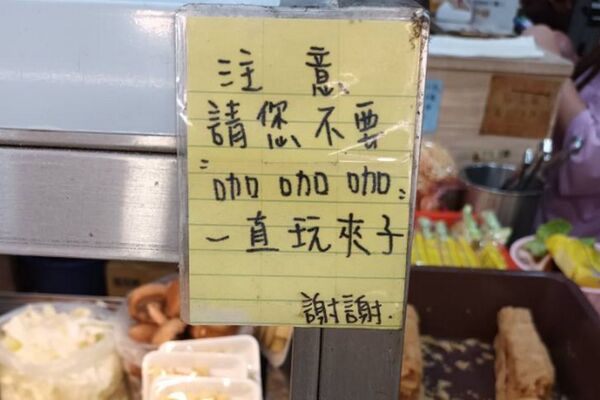 注意
請您不要
"咖咖咖"
一直玩夾子
謝謝.